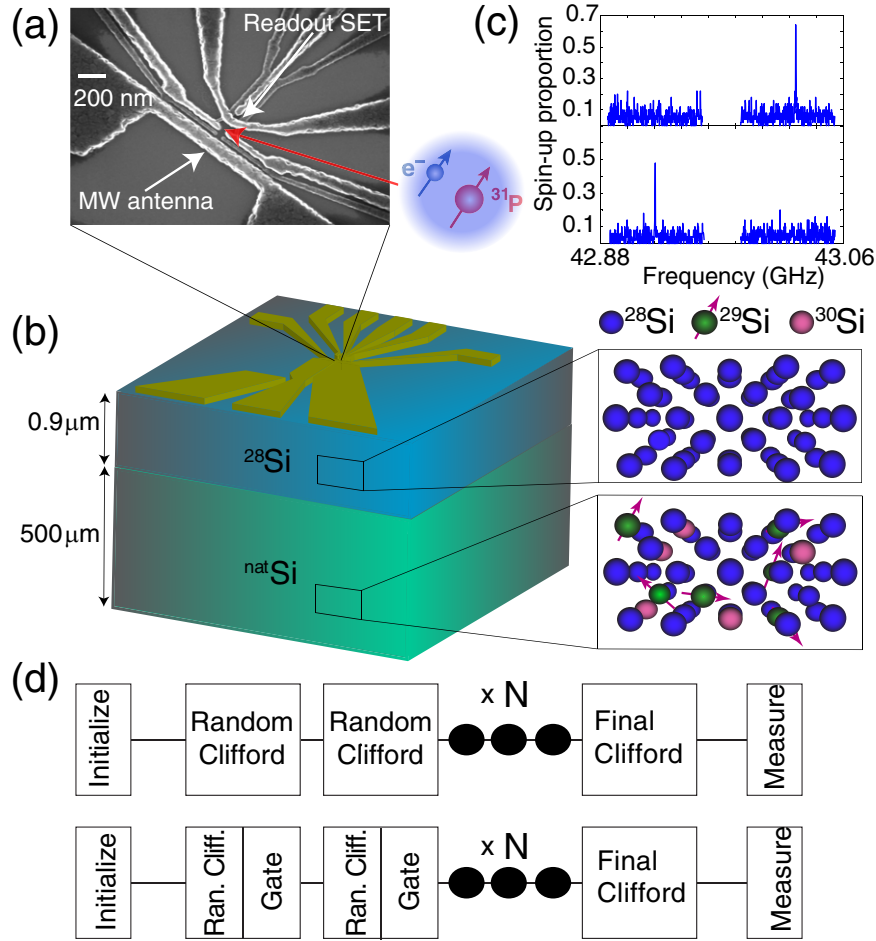 (a)
Readout SET
200 nm
MW antenna
e⁻
³¹P
(c)
Spin-up proportion
0.7
0.5
0.3
0.1
0.5
0.3
0.1
42.88
43.06
Frequency (GHz)
(b)
0.9μm
²⁸Si
500μm
ⁿᵃᵗSi
²⁸Si
²⁹Si
³⁰Si
(d)
Initialize
Random
Clifford
Random
Clifford
x N
Final
Clifford
Measure
Initialize
Ran. Cliff.
Gate
Ran. Cliff.
Gate
x N
Final
Clifford
Measure